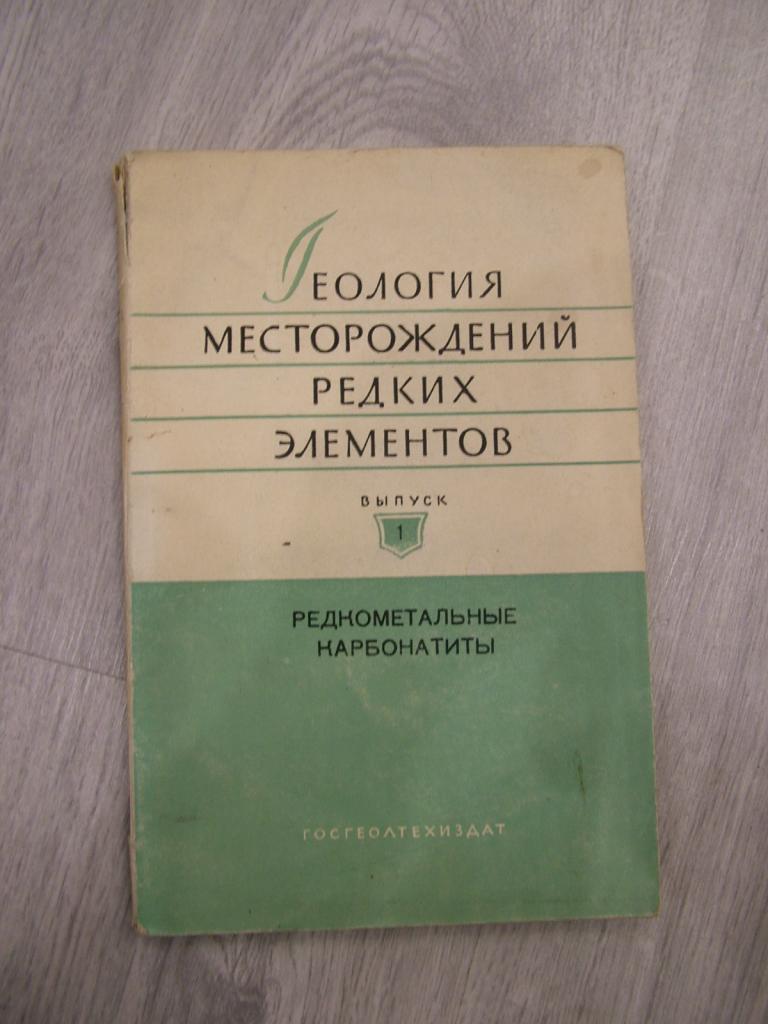 Геология
месторождений
редких
элементов
выпуск
1
Редкометальные
карбонатиты
Госгеолтехиздат